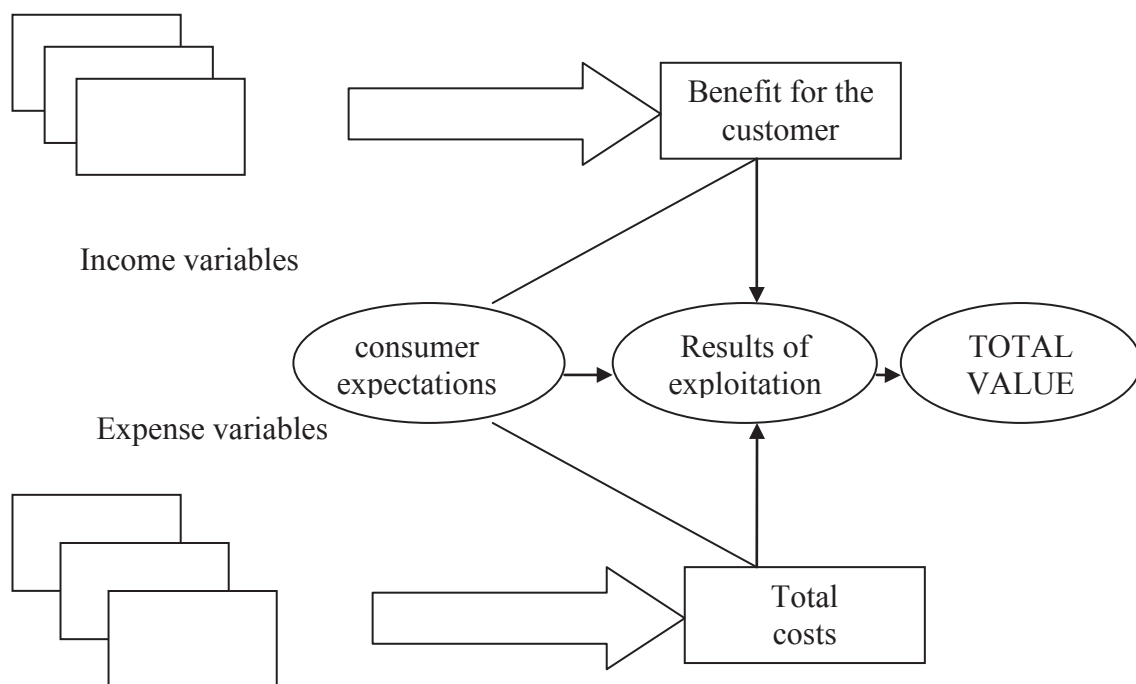 Benefit for the
customer
Income variables
consumer
expectations
Results of
exploitation
TOTAL
VALUE
Expense variables
Total
costs